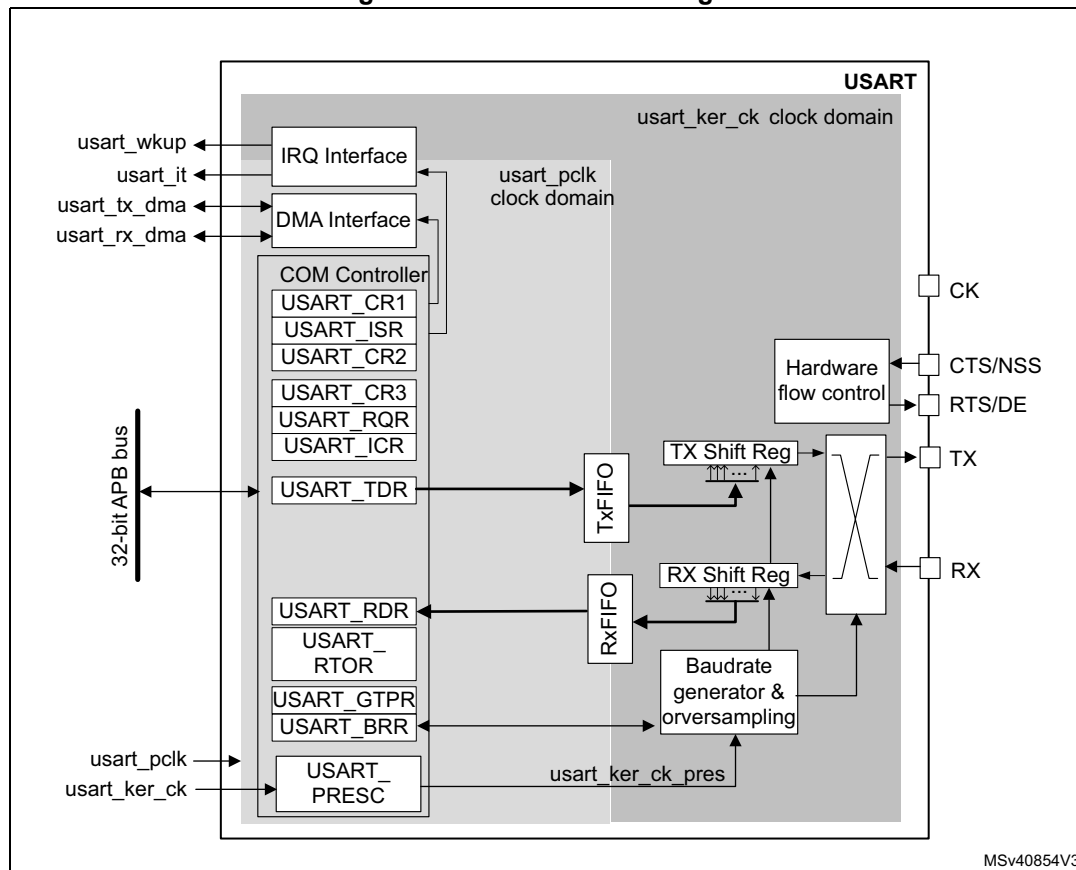 USART
usart_ker_ck clock domain
usart_wkup
IRQ Interface
usart_it
usart_pclk
clock domain
usart_tx_dma
DMA Interface
usart_rx_dma
COM Controller
USART_CR1
USART_ISR
USART_CR2
USART_CR3
USART_RQR
USART_ICR
CK
Hardware
flow control
CTS/NSS
RTS/DE
32-bit APB bus
USART_TDR
TxFIFO
TX Shift Reg
...
TX
USART_RDR
RxFIFO
RX Shift Reg
...
RX
USART_
RTOR
USART_GTPR
USART_BRR
Baudrate
generator &
orversampling
usart_pclk
usart_ker_ck
USART_
PRESC
usart_ker_ck_pres
MSv40854V3